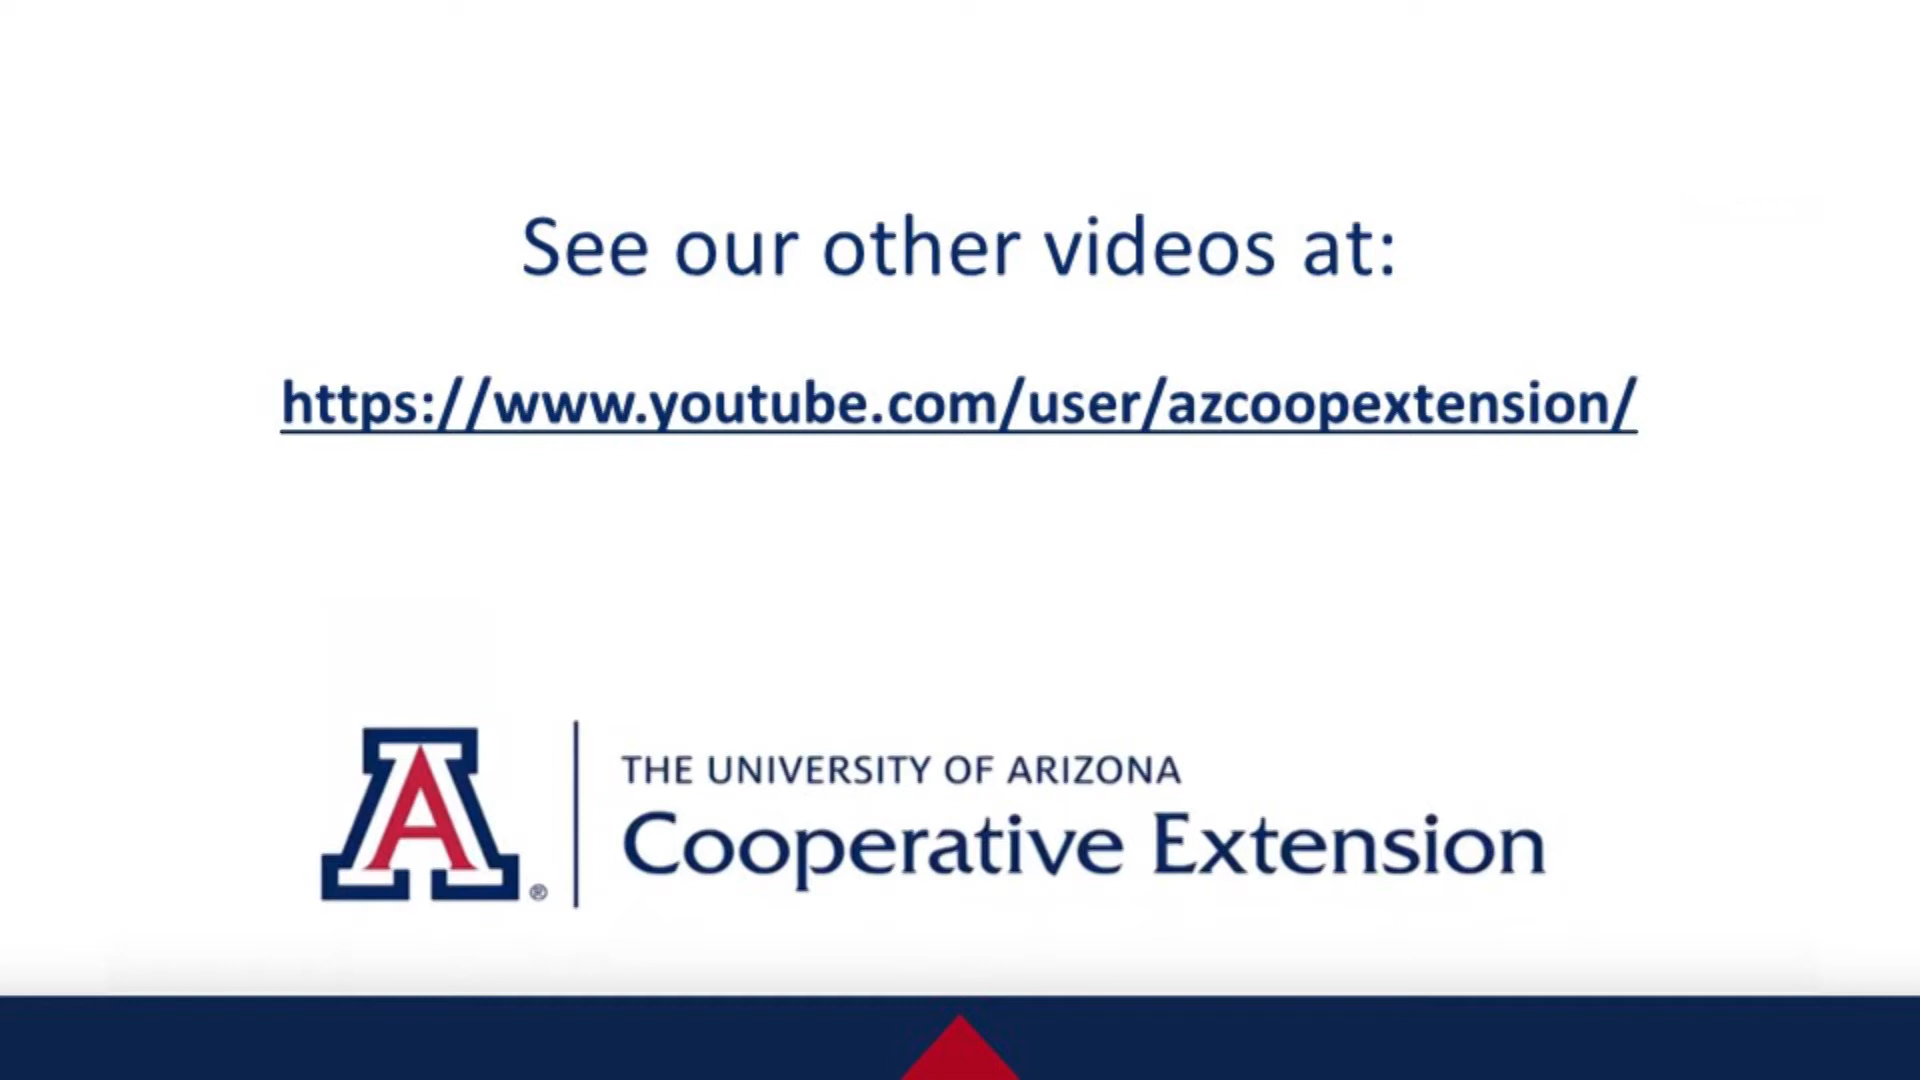 See our other videos at:
https://www.youtube.com/user/azcoopextension/
A ®
THE UNIVERSITY OF ARIZONA
Cooperative Extension